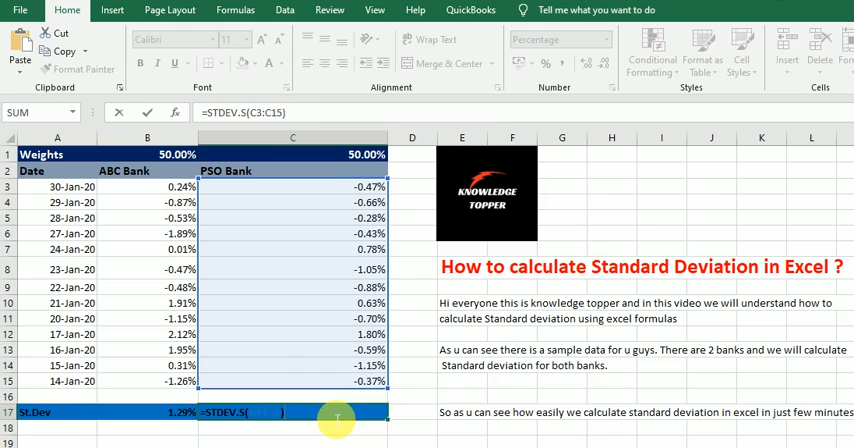 File Home Insert Page Layout Formulas Data Review View Help QuickBooks Tell me what you want to do
Cut
Copy
Paste
Format Painter
Calibri 11
B I U
Wrap Text
Merge & Center
Percentage
Conditional Formatting
Format as Table
Cell Styles
Insert Delete
Clipboard Font Alignment Number Styles Cells
SUM =STDEV.S(C3:C15)
A B C D E F G H I J K L
1 Weights 50.00% 50.00%
2 Date ABC Bank PSO Bank
3 30-Jan-20 0.24% -0.47%
4 29-Jan-20 -0.87% -0.66%
5 28-Jan-20 -0.53% -0.28%
6 27-Jan-20 -1.89% -0.43%
7 24-Jan-20 0.01% 0.78%
8 23-Jan-20 -0.47% -1.05%
9 22-Jan-20 -0.48% -0.88%
10 21-Jan-20 1.91% 0.63%
11 20-Jan-20 -1.15% -0.70%
12 17-Jan-20 2.12% 1.80%
13 16-Jan-20 1.95% -0.59%
14 15-Jan-20 0.31% -1.15%
15 14-Jan-20 -1.26% -0.37%
16
17 St.Dev 1.29% =STDEV.S( )
18
19
KNOWLEDGE
TOPPER
How to calculate Standard Deviation in Excel ?
Hi everyone this is knowledge topper and in this video we will understand how to
calculate Standard deviation using excel formulas
As u can see there is a sample data for u guys. There are 2 banks and we will calculate
Standard deviation for both banks.
So as u can see how easily we calculate standard deviation in excel in just few minutes